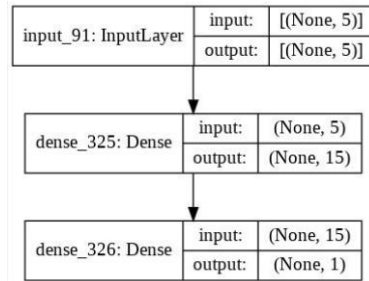 input_91: InputLayer
input: [(None, 5)]
output: [(None, 5)]
dense_325: Dense
input: (None, 5)
output: (None, 15)
dense_326: Dense
input: (None, 15)
output: (None, 1)